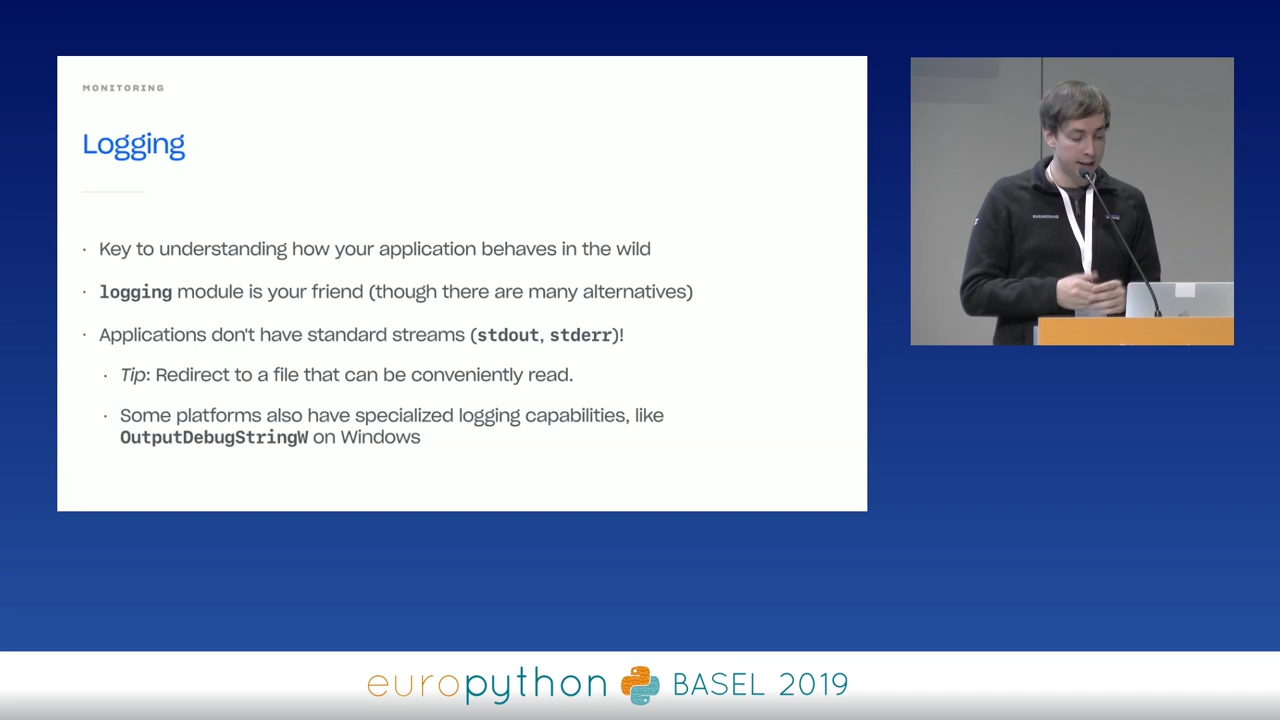 MONITORING
Logging
· Key to understanding how your application behaves in the wild
· logging module is your friend (though there are many alternatives)
· Applications don't have standard streams (stdout, stderr)!
· Tip: Redirect to a file that can be conveniently read.
· Some platforms also have specialized logging capabilities, like
OutputDebugStringW on Windows
ENGINEERING
europython BASEL 2019